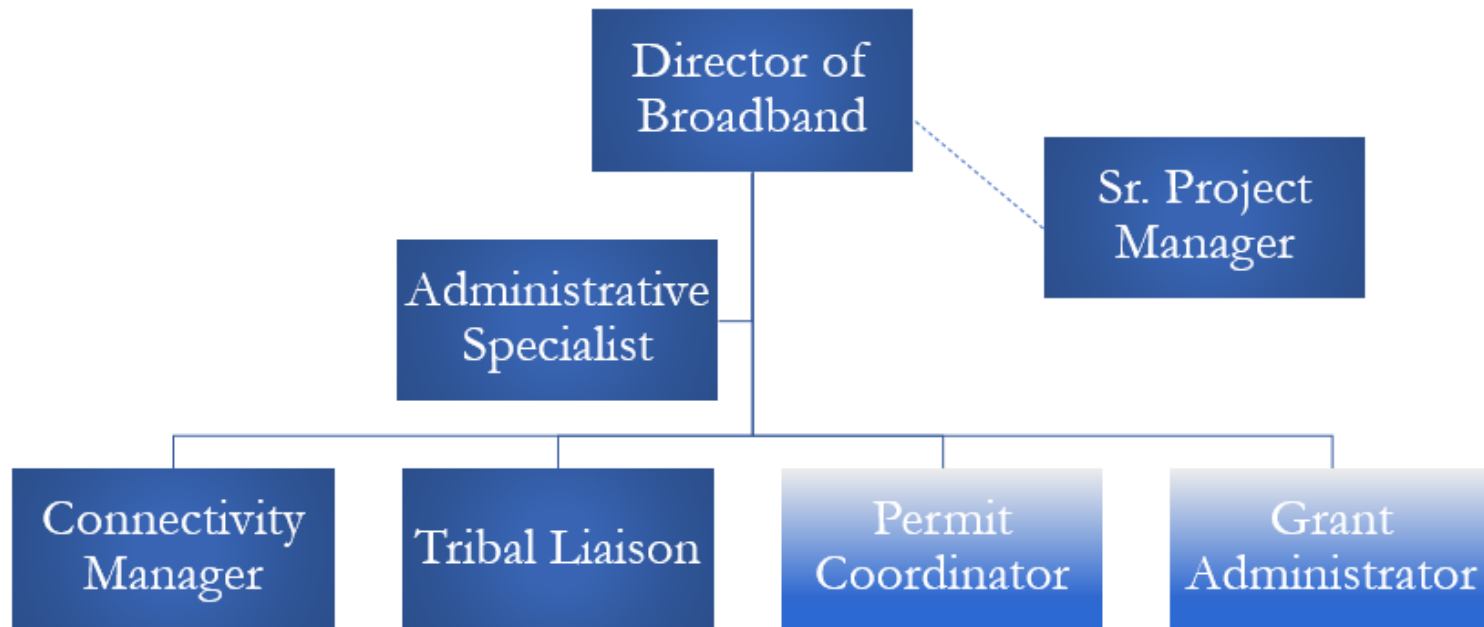 Director of
Broadband
Sr. Project
Manager
Administrative
Specialist
Connectivity
Manager
Tribal Liaison
Permit
Coordinator
Grant
Administrator